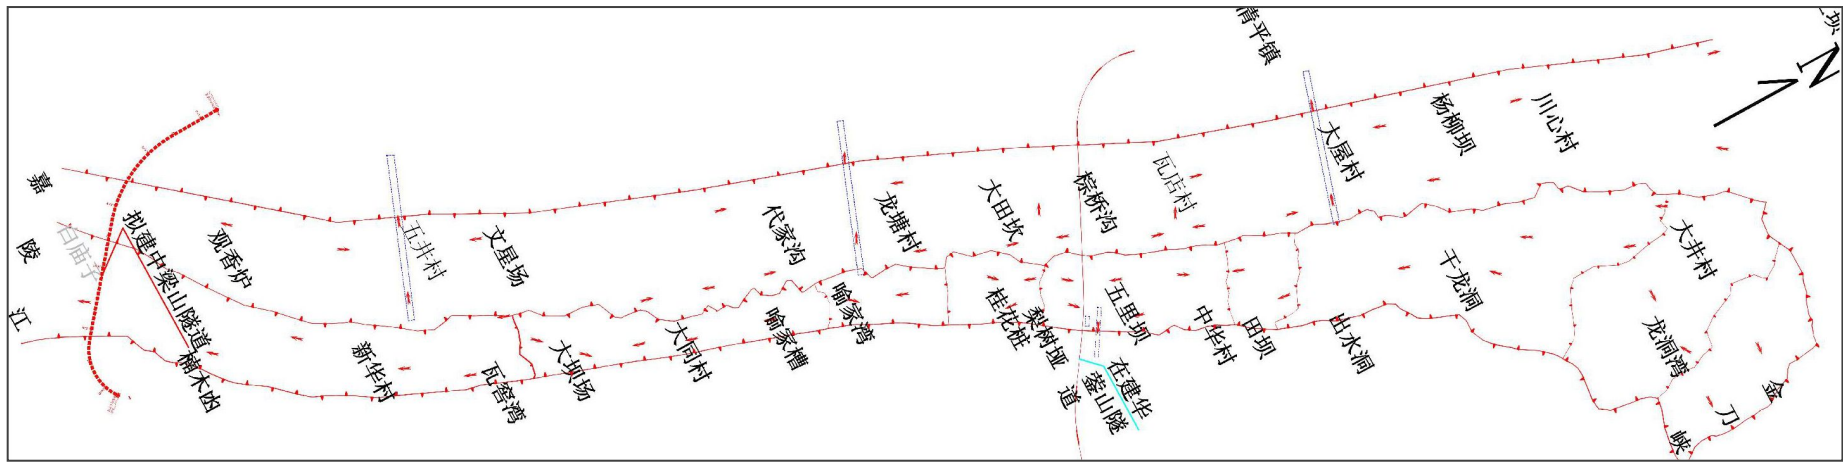 嘉
陵
江
石庙子
拟建中梁山隧道
楠木凼
观香炉
五井村
文星场
新华村
瓦窑湾
大坝场
大同村
代家沟
喻家槽
喻家湾
龙塘村
大田坎
桂花桩
梨树垭
棕桥沟
五里坝
在建华
蓥山隧
道
瓦店村
中华村
田坝
出水洞
清平镇
大屋村
杨柳坝
川心村
干龙洞
大井村
龙洞湾
金
刀
峡
N